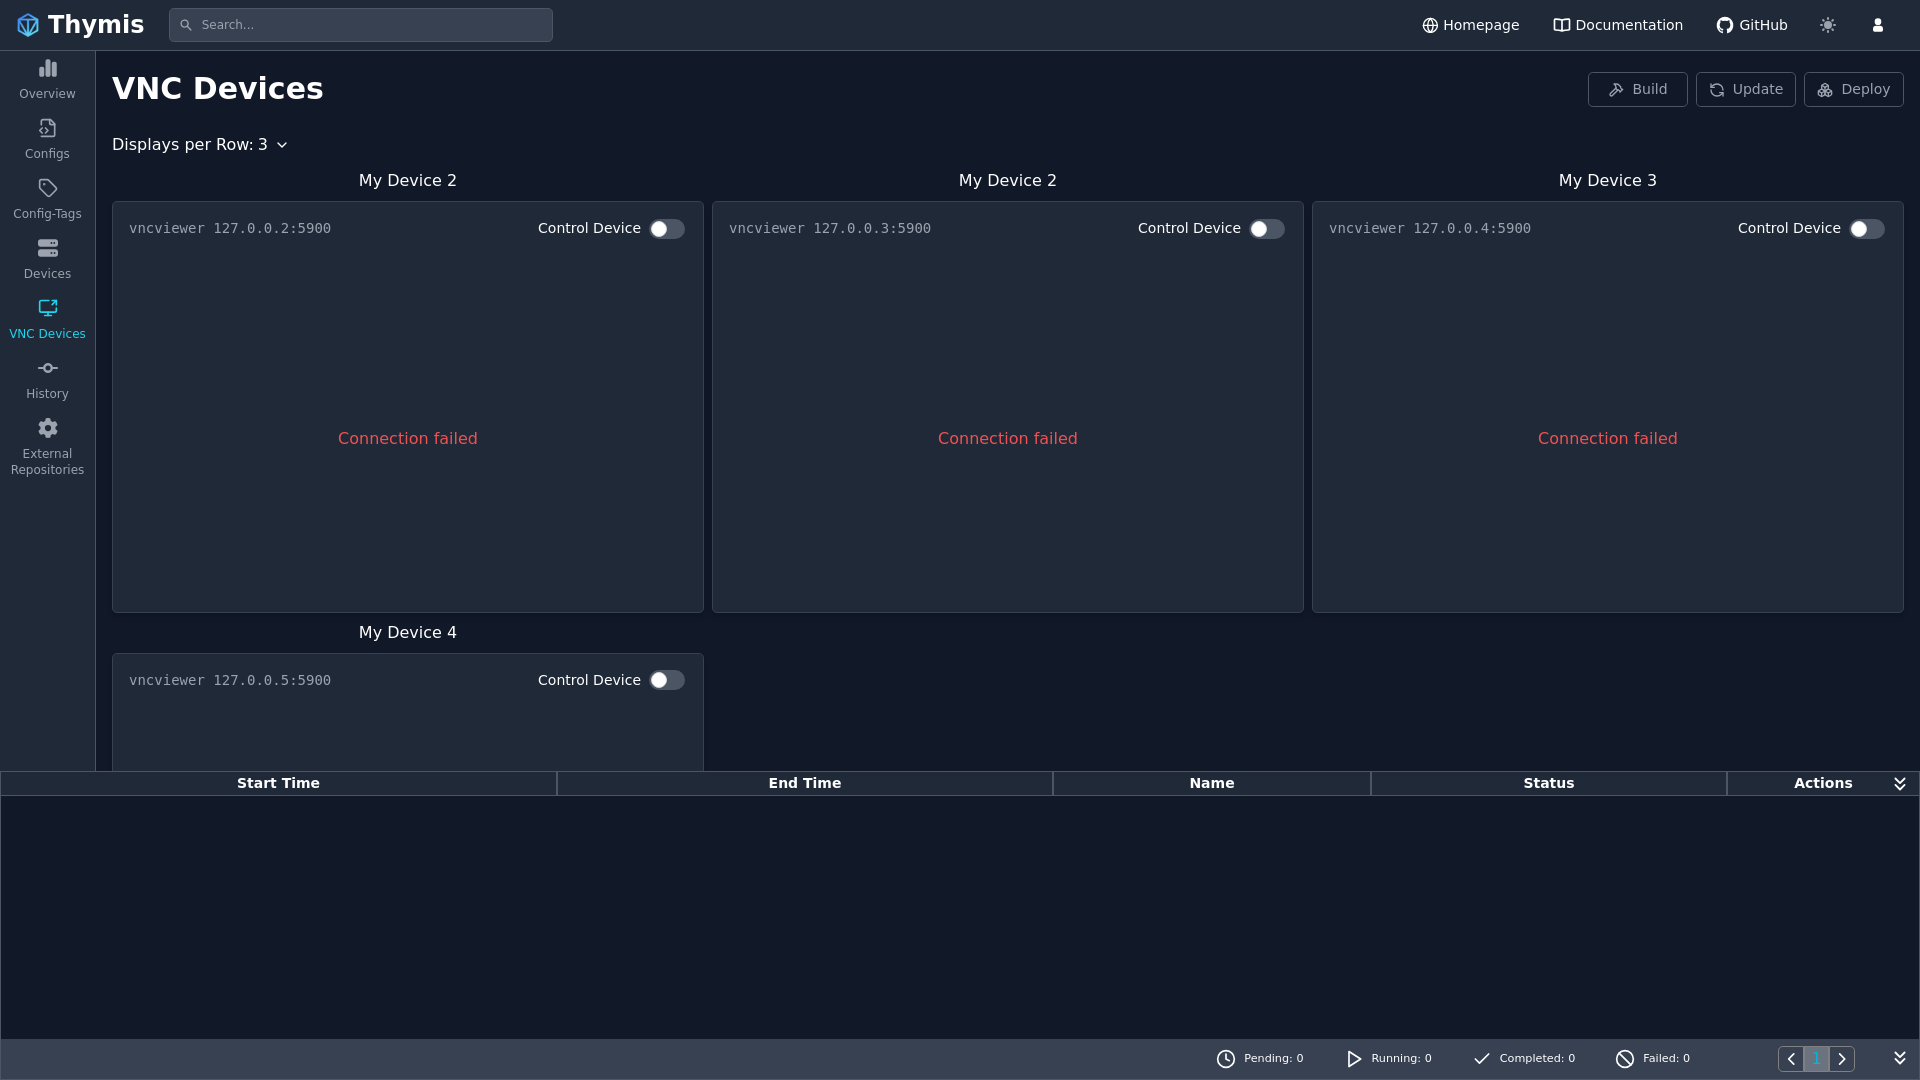 Thymis
Search...
Homepage
Documentation
GitHub
Overview
Configs
Config-Tags
Devices
VNC Devices
History
External
Repositories
VNC Devices
Build
Update
Deploy
Displays per Row: 3
My Device 2
vncviewer 127.0.0.2:5900
Control Device
Connection failed
My Device 2
vncviewer 127.0.0.3:5900
Control Device
Connection failed
My Device 3
vncviewer 127.0.0.4:5900
Control Device
Connection failed
My Device 4
vncviewer 127.0.0.5:5900
Control Device
Start Time
End Time
Name
Status
Actions
Pending: 0
Running: 0
Completed: 0
Failed: 0
1